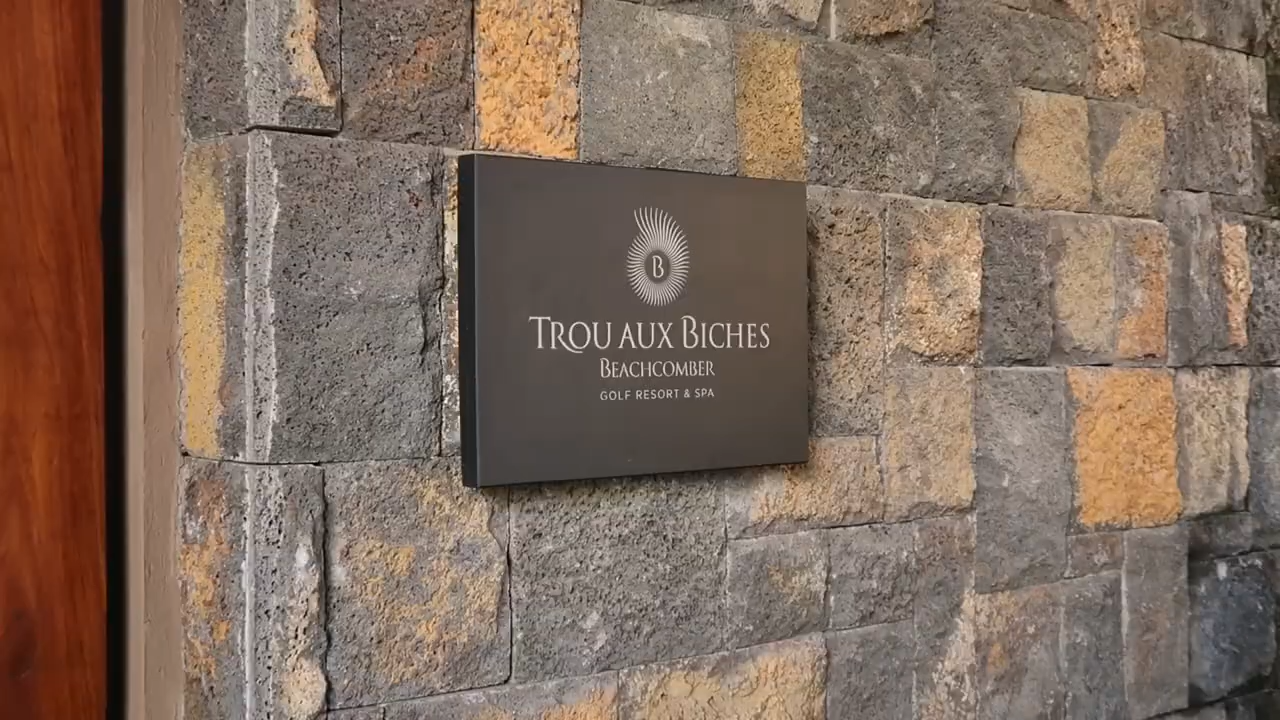 B
TROU AUX BICHES
BEACHCOMBER
GOLF RESORT & SPA